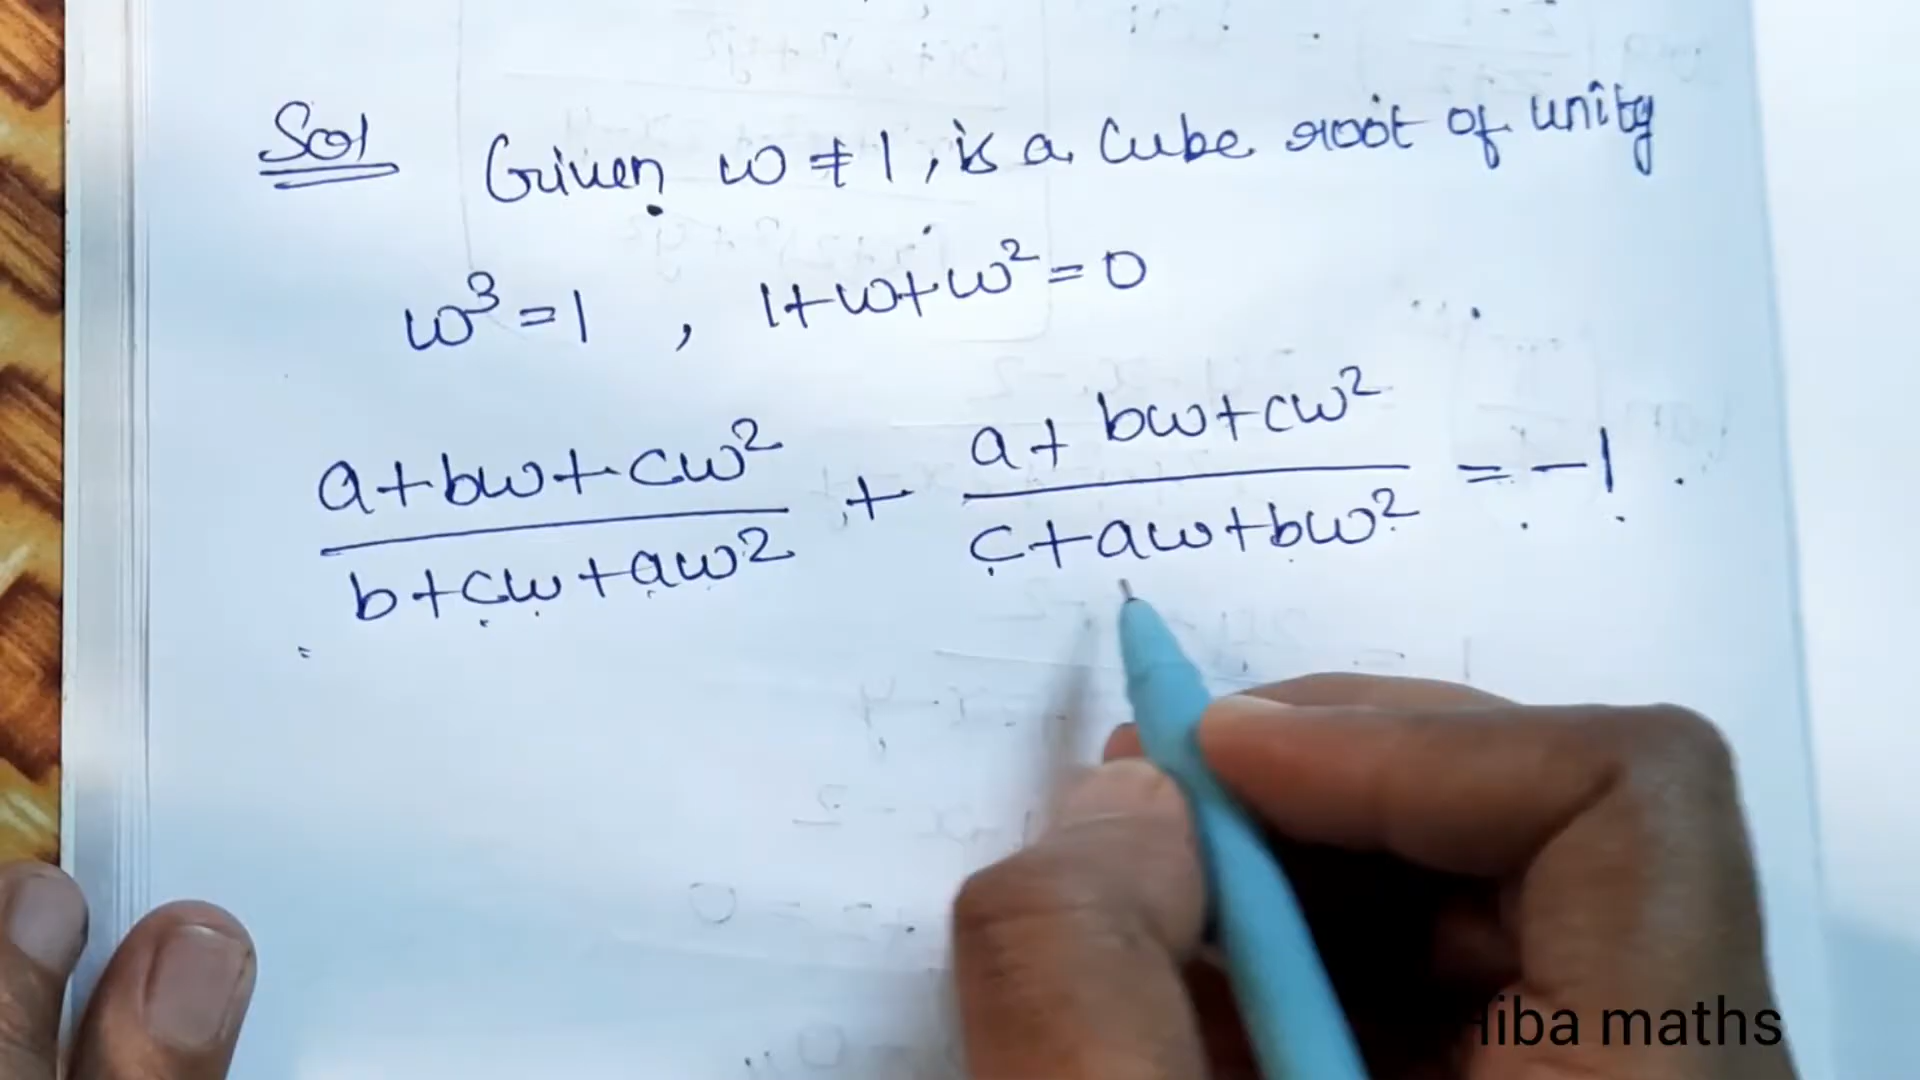 Sol Given ω ≠ 1, is a Cube root of unity
ω³ = 1 , 1+ω+ω² = 0
a+bω+cω² / b+cω+aω² + a+bω+cω² / c+aω+bω² = -1
iba maths